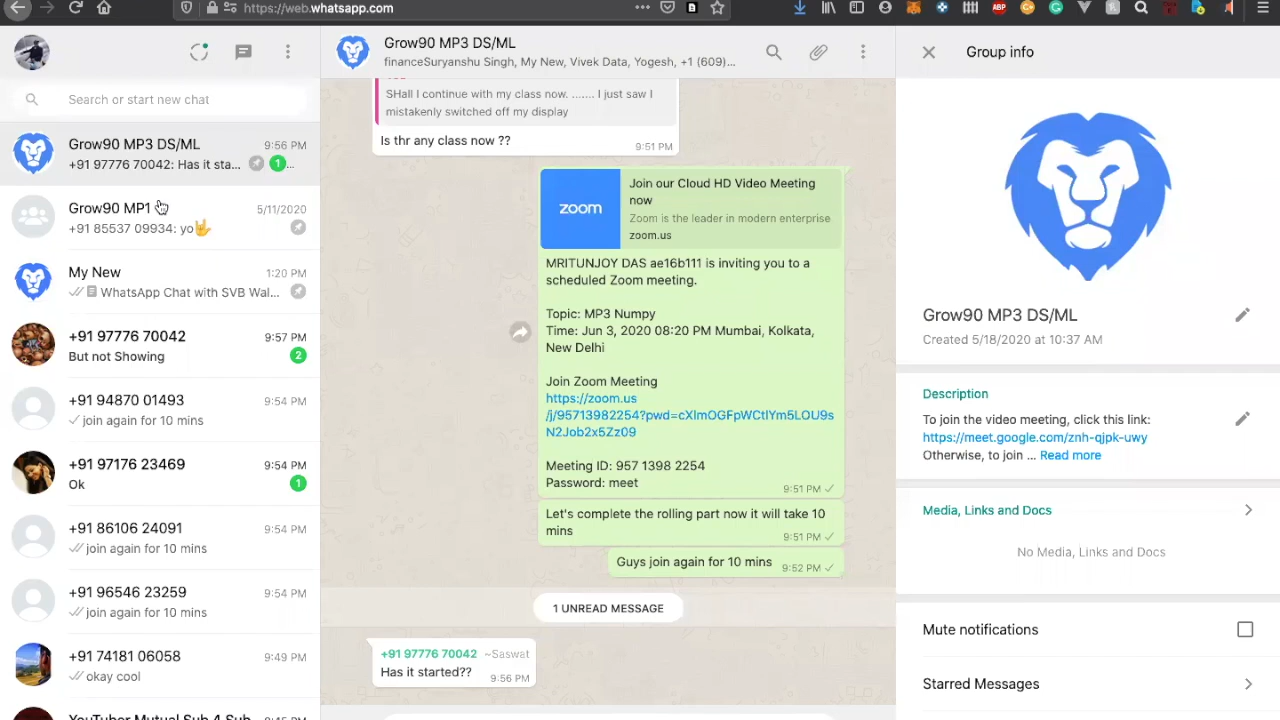 https://web.whatsapp.com
ABP
Search or start new chat
Grow90 MP3 DS/ML
9:56 PM
+91 97776 70042: Has it sta...
1
Grow90 MP1
5/11/2020
+91 85537 09934: yo🤟
My New
1:20 PM
WhatsApp Chat with SVB Wal...
+91 97776 70042
9:57 PM
But not Showing
2
+91 94870 01493
9:54 PM
join again for 10 mins
+91 97176 23469
9:54 PM
Ok
1
+91 86106 24091
9:54 PM
join again for 10 mins
+91 96546 23259
9:54 PM
join again for 10 mins
+91 74181 06058
9:49 PM
okay cool
YouTuber Mutual Sub 4 Sub
9:15 PM
Grow90 MP3 DS/ML
financeSuryanshu Singh, My New, Vivek Data, Yogesh, +1 (609)...
SHall I continue with my class now. ....... I just saw I
mistakenly switched off my display
Is thr any class now ??
9:51 PM
zoom
Join our Cloud HD Video Meeting
now
Zoom is the leader in modern enterprise
zoom.us
MRITUNJOY DAS ae16b111 is inviting you to a
scheduled Zoom meeting.
Topic: MP3 Numpy
Time: Jun 3, 2020 08:20 PM Mumbai, Kolkata,
New Delhi
Join Zoom Meeting
https://zoom.us
/j/95713982254?pwd=cXlmOGFpWCtlYm5LOU9s
N2Job2x5Zz09
Meeting ID: 957 1398 2254
Password: meet
9:51 PM
Let's complete the rolling part now it will take 10
mins
9:51 PM
Guys join again for 10 mins
9:52 PM
1 UNREAD MESSAGE
+91 97776 70042 ~Saswat
Has it started??
9:56 PM
Group info
Grow90 MP3 DS/ML
Created 5/18/2020 at 10:37 AM
Description
To join the video meeting, click this link:
https://meet.google.com/znh-qjpk-uwy
Otherwise, to join ... Read more
Media, Links and Docs
No Media, Links and Docs
Mute notifications
Starred Messages